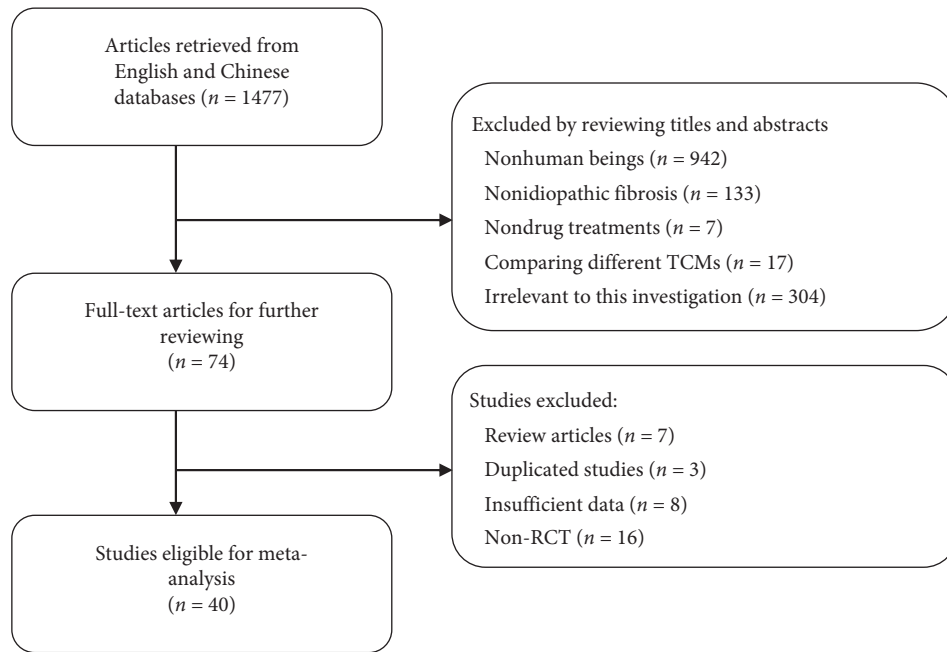 Articles retrieved from
English and Chinese
databases (n = 1477)
Excluded by reviewing titles and abstracts
Nonhuman beings (n = 942)
Nonidiopathic fibrosis (n = 133)
Nondrug treatments (n = 7)
Comparing different TCMs (n = 17)
Irrelevant to this investigation (n = 304)
Full-text articles for further
reviewing
(n = 74)
Studies excluded:
Review articles (n = 7)
Duplicated studies (n = 3)
Insufficient data (n = 8)
Non-RCT (n = 16)
Studies eligible for meta-
analysis
(n = 40)